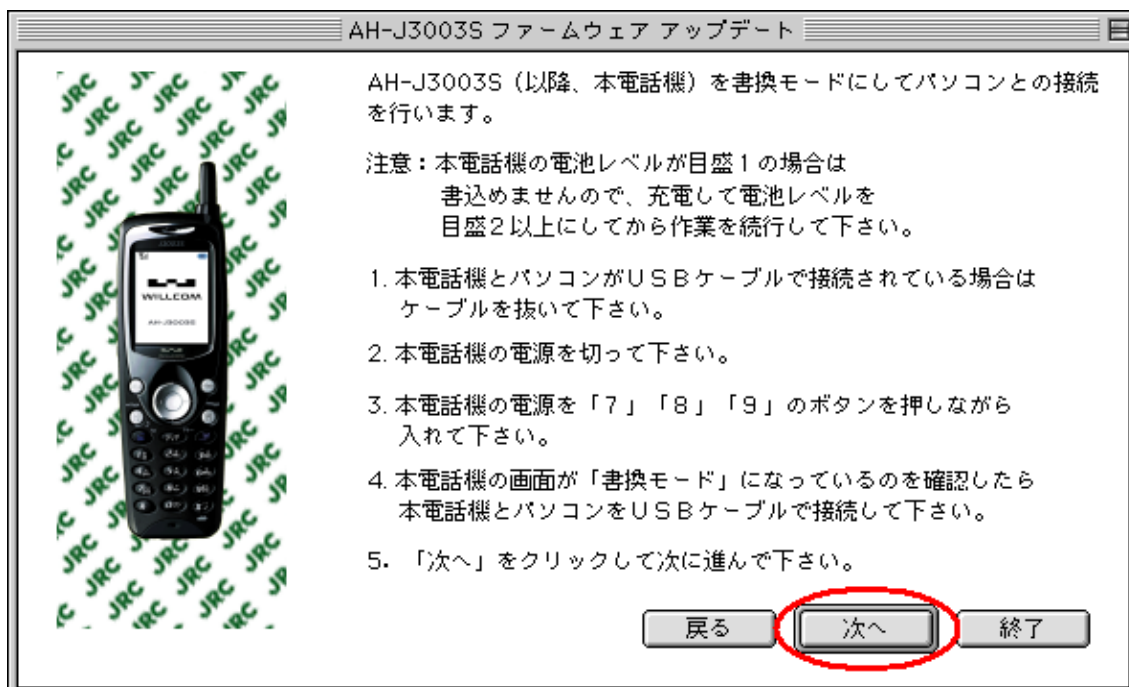 AH-J3003S ファームウェア アップデート
AH-J3003S(以降、本電話機)を書換モードにしてパソコンとの接続
を行います。
注意:本電話機の電池レベルが目盛1の場合は
書込めませんので、充電して電池レベルを
目盛2以上にしてから作業を続行して下さい。
1. 本電話機とパソコンがUSBケーブルで接続されている場合は
ケーブルを抜いて下さい。
2. 本電話機の電源を切って下さい。
3. 本電話機の電源を「7」「8」「9」のボタンを押しながら
入れて下さい。
4. 本電話機の画面が「書換モード」になっているのを確認したら
本電話機とパソコンをUSBケーブルで接続して下さい。
5. 「次へ」をクリックして次に進んで下さい。
戻る 次へ 終了
JRC
WILLCOM
AH-J3003S